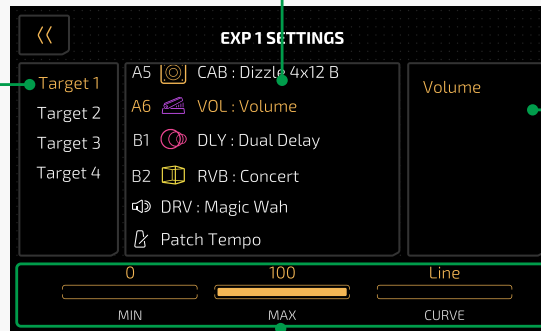 EXP 1 SETTINGS
Target 1
Target 2
Target 3
Target 4
A5 CAB : Dizzle 4x12 B
A6 VOL : Volume
B1 DLY : Dual Delay
B2 RVB : Concert
DRV : Magic Wah
Patch Tempo
Volume
0 100 Line
MIN MAX CURVE